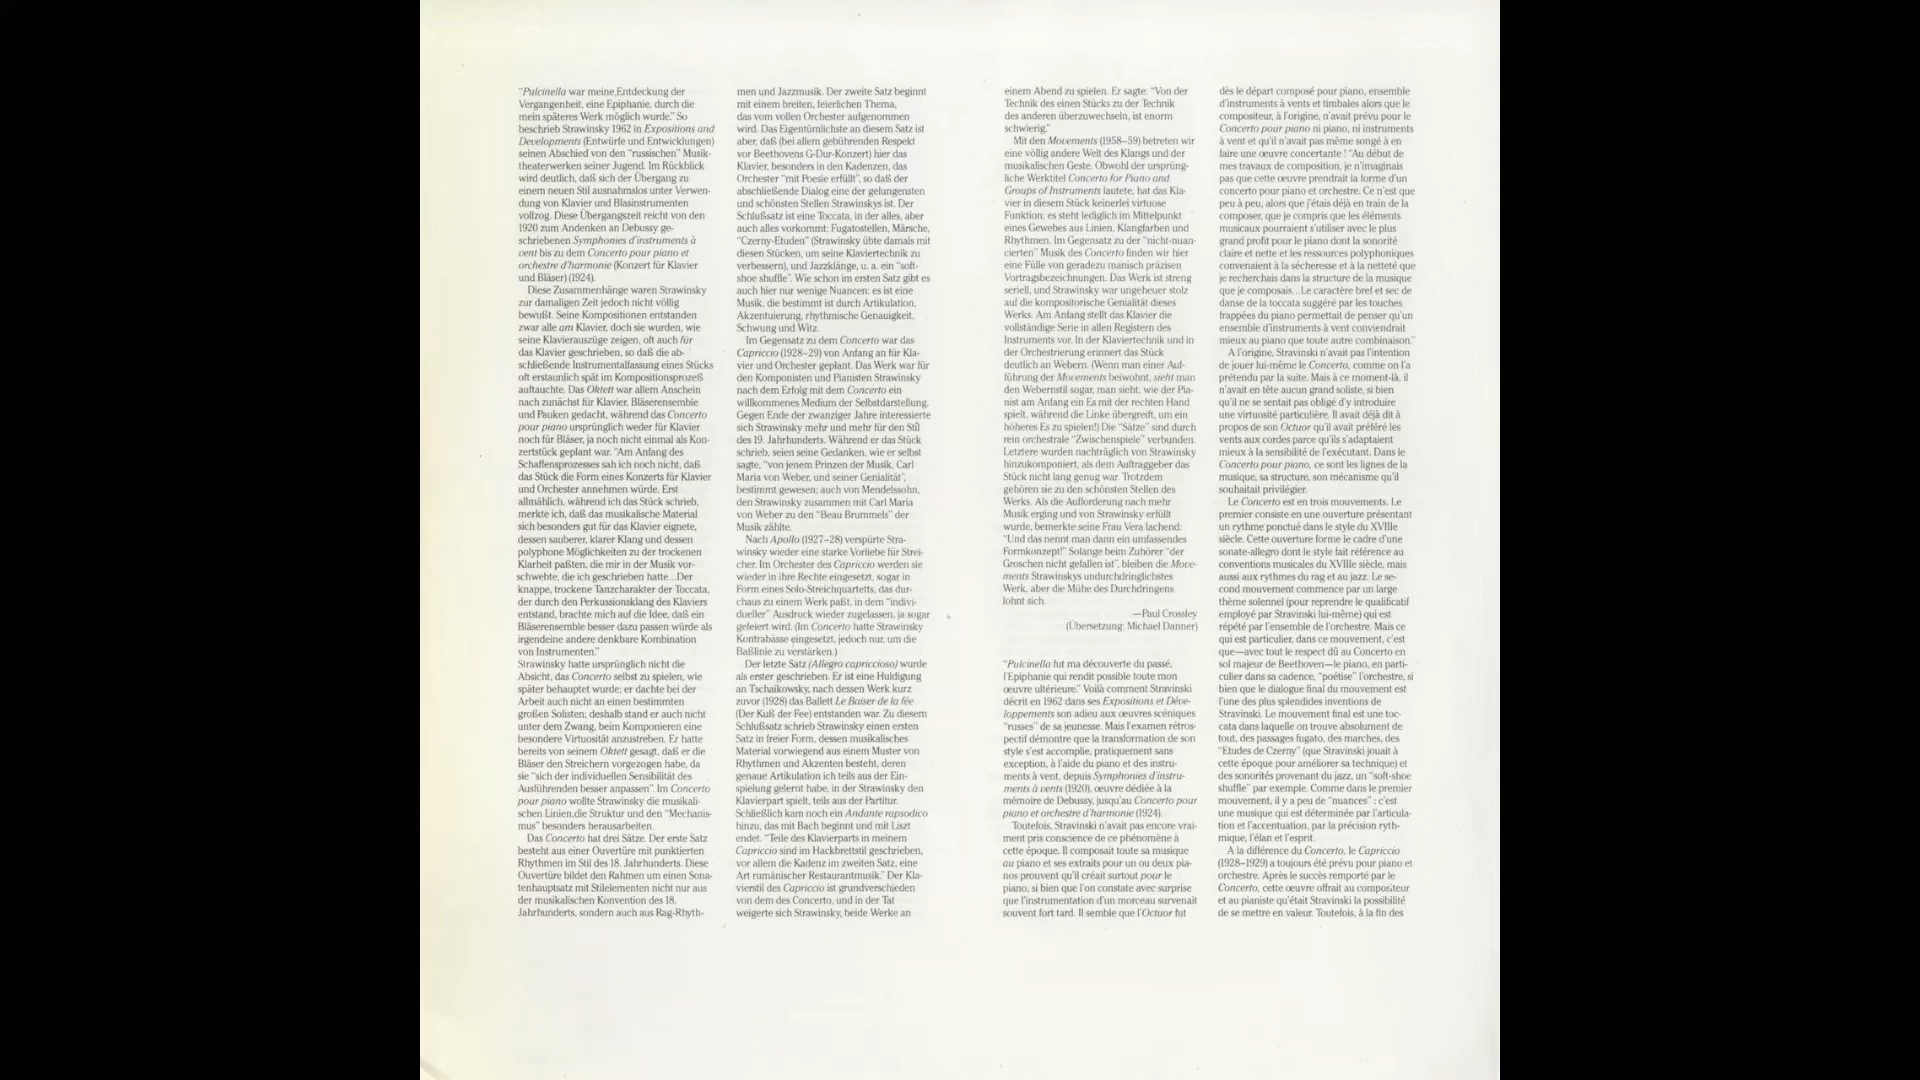 "Pulcinella war meine Entdeckung der
Vergangenheit, eine Epiphanie, durch die
mein späteres Werk möglich wurde." So
beschrieb Strawinsky 1962 in Expositions and
Developments (Entwürfe und Entwicklungen)
seinen Abschied von den "russischen" Musik-
theaterwerken seiner Jugend. Im Rückblick
wird deutlich, daß sich der Übergang zu
einem neuen Stil ausnahmslos unter Verwen-
dung von Klavier und Blasinstrumenten
vollzog. Diese Übergangszeit reicht von den
1920 zum Andenken an Debussy ge-
schriebenen Symphonies d'instruments à
vent bis zu dem Concerto pour piano et
orchestre d'harmonie (Konzert für Klavier
und Bläser) (1924).
Diese Zusammenhänge waren Strawinsky
zur damaligen Zeit jedoch nicht völlig
bewußt. Seine Kompositionen entstanden
zwar alle am Klavier, doch sie wurden, wie
seine Klavierauszüge zeigen, oft auch für
das Klavier geschrieben, so daß die ab-
schließende Instrumentalfassung eines Stücks
oft erstaunlich spät im Kompositionsprozeß
auftauchte. Das Oktett war allem Anschein
nach zunächst für Klavier, Bläserensemble
und Pauken gedacht, während das Concerto
pour piano ursprünglich weder für Klavier
noch für Bläser, ja noch nicht einmal als Kon-
zertstück geplant war. "Am Anfang des
Schaffensprozesses sah ich noch nicht, daß
das Stück die Form eines Konzerts für Klavier
und Orchester annehmen würde. Erst
allmählich, während ich das Stück schrieb,
merkte ich, daß das musikalische Material
sich besonders gut für das Klavier eignete,
dessen sauberer, klarer Klang und dessen
polyphone Möglichkeiten zu der trockenen
Klarheit paßten, die mir in der Musik vor-
schwebte, die ich geschrieben hatte...Der
knappe, trockene Tanzcharakter der Toccata,
der durch den Perkussionsklang des Klaviers
entstand, brachte mich auf die Idee, daß ein
Bläserensemble besser dazu passen würde als
irgendeine andere denkbare Kombination
von Instrumenten."
Strawinsky hatte ursprünglich nicht die
Absicht, das Concerto selbst zu spielen, wie
später behauptet wurde; er dachte bei der
Arbeit auch nicht an einen bestimmten
großen Solisten; deshalb stand er auch nicht
unter dem Zwang, beim Komponieren eine
besondere Virtuosität anzustreben. Er hatte
bereits von seinem Oktett gesagt, daß er die
Bläser den Streichern vorgezogen habe, da
sie "sich der individuellen Sensibilität des
Ausführenden besser anpassen". Im Concerto
pour piano wollte Strawinsky die musikali-
schen Linien,die Struktur und den "Mechanis-
mus" besonders herausarbeiten.
Das Concerto hat drei Sätze. Der erste Satz
besteht aus einer Ouvertüre mit punktierten
Rhythmen im Stil des 18. Jahrhunderts. Diese
Ouvertüre bildet den Rahmen um einen Sona-
tenhauptsatz mit Stilelementen nicht nur aus
der musikalischen Konvention des 18.
Jahrhunderts, sondern auch aus Rag-Rhyth-
men und Jazzmusik. Der zweite Satz beginnt
mit einem breiten, feierlichen Thema,
das vom vollen Orchester aufgenommen
wird. Das Eigentümlichste an diesem Satz ist
aber, daß (bei allem gebührenden Respekt
vor Beethovens G-Dur-Konzert) hier das
Klavier, besonders in den Kadenzen, das
Orchester "mit Poesie erfüllt", so daß der
abschließende Dialog eine der gelungensten
und schönsten Stellen Strawinskys ist. Der
Schlußsatz ist eine Toccata, in der alles, aber
auch alles vorkommt: Fugatostellen, Märsche,
"Czerny-Etuden" (Strawinsky übte damals mit
diesen Stücken, um seine Klaviertechnik zu
verbessern), und Jazzklänge, u. a. ein "soft-
shoe shuffle". Wie schon im ersten Satz gibt es
auch hier nur wenige Nuancen: es ist eine
Musik, die bestimmt ist durch Artikulation,
Akzentuierung, rhythmische Genauigkeit,
Schwung und Witz.
Im Gegensatz zu dem Concerto war das
Capriccio (1928–29) von Anfang an für Kla-
vier und Orchester geplant. Das Werk war für
den Komponisten und Pianisten Strawinsky
nach dem Erfolg mit dem Concerto ein
willkommenes Medium der Selbstdarstellung.
Gegen Ende der zwanziger Jahre interessierte
sich Strawinsky mehr und mehr für den Stil
des 19. Jahrhunderts. Während er das Stück
schrieb, seien seine Gedanken, wie er selbst
sagte, "von jenem Prinzen der Musik, Carl
Maria von Weber, und seiner Genialität",
bestimmt gewesen; auch von Mendelssohn,
den Strawinsky zusammen mit Carl Maria
von Weber zu den "Beau Brummels" der
Musik zählte.
Nach Apollo (1927–28) verspürte Stra-
winsky wieder eine starke Vorliebe für Strei-
cher. Im Orchester des Capriccio werden sie
wieder in ihre Rechte eingesetzt, sogar in
Form eines Solo-Streichquartetts, das dur-
chaus zu einem Werk paßt, in dem "indivi-
dueller" Ausdruck wieder zugelassen, ja sogar
gefeiert wird. (Im Concerto hatte Strawinsky
Kontrabässe eingesetzt, jedoch nur, um die
Baßlinie zu verstärken.)
Der letzte Satz (Allegro capriccioso) wurde
als erster geschrieben. Er ist eine Huldigung
an Tschaikowsky, nach dessen Werk kurz
zuvor (1928) das Ballett Le Baiser de la fée
(Der Kuß der Fee) entstanden war. Zu diesem
Schlußsatz schrieb Strawinsky einen ersten
Satz in freier Form, dessen musikalisches
Material vorwiegend aus einem Muster von
Rhythmen und Akzenten besteht, deren
genaue Artikulation ich teils aus der Ein-
spielung gelernt habe, in der Strawinsky den
Klavierpart spielt, teils aus der Partitur.
Schließlich kam noch ein Andante rapsodico
hinzu, das mit Bach beginnt und mit Liszt
endet. "Teile des Klavierparts in meinem
Capriccio sind im Hackbrettstil geschrieben,
vor allem die Kadenz im zweiten Satz, eine
Art rumänischer Restaurantmusik." Der Kla-
vierstil des Capriccio ist grundverschieden
von dem des Concerto, und in der Tat
weigerte sich Strawinsky, beide Werke an
einem Abend zu spielen. Er sagte: "Von der
Technik des einen Stücks zu der Technik
des anderen überzuwechseln, ist enorm
schwierig."
Mit den Movements (1958–59) betreten wir
eine völlig andere Welt des Klangs und der
musikalischen Geste. Obwohl der ursprüng-
liche Werktitel Concerto for Piano and
Groups of Instruments lautete, hat das Kla-
vier in diesem Stück keinerlei virtuose
Funktion; es steht lediglich im Mittelpunkt
eines Gewebes aus Linien, Klangfarben und
Rhythmen. Im Gegensatz zu der "nicht-nuan-
cierten" Musik des Concerto finden wir hier
eine Fülle von geradezu manisch präzisen
Vortragsbezeichnungen. Das Werk ist streng
seriell, und Strawinsky war ungeheuer stolz
auf die kompositorische Genialität dieses
Werks. Am Anfang stellt das Klavier die
vollständige Serie in allen Registern des
Instruments vor. In der Klaviertechnik und in
der Orchestrierung erinnert das Stück
deutlich an Webern. (Wenn man einer Auf-
führung der Movements beiwohnt, sieht man
den Webernstil sogar, man sieht, wie der Pia-
nist am Anfang ein Es mit der rechten Hand
spielt, während die Linke übergreift, um ein
höheres Es zu spielen!) Die "Sätze" sind durch
rein orchestrale "Zwischenspiele" verbunden.
Letztere wurden nachträglich von Strawinsky
hinzukomponiert, als dem Auftraggeber das
Stück nicht lang genug war. Trotzdem
gehören sie zu den schönsten Stellen des
Werks. Als die Aufforderung nach mehr
Musik erging und von Strawinsky erfüllt
wurde, bemerkte seine Frau Vera lachend:
"Und das nennt man dann ein umfassendes
Formkonzept!" Solange beim Zuhörer "der
Groschen nicht gefallen ist", bleiben die Move-
ments Strawinskys undurchdringlichstes
Werk, aber die Mühe des Durchdringens
lohnt sich.
—Paul Crossley
(Übersetzung: Michael Danner)
"Pulcinella fut ma découverte du passé,
l'Epiphanie qui rendit possible toute mon
œuvre ultérieure." Voilà comment Stravinski
décrit en 1962 dans ses Expositions et Déve-
loppements son adieu aux œuvres scéniques
"russes" de sa jeunesse. Mais l'examen rétros-
pectif démontre que la transformation de son
style s'est accomplie, pratiquement sans
exception, à l'aide du piano et des instru-
ments à vent, depuis Symphonies d'instru-
ments à vents (1920), œuvre dédiée à la
mémoire de Debussy, jusqu'au Concerto pour
piano et orchestre d'harmonie (1924).
Toutefois, Stravinski n'avait pas encore vrai-
ment pris conscience de ce phénomène à
cette époque. Il composait toute sa musique
au piano et ses extraits pour un ou deux pia-
nos prouvent qu'il créait surtout pour le
piano, si bien que l'on constate avec surprise
que l'instrumentation d'un morceau survenait
souvent fort tard. Il semble que l'Octuor fut
dès le départ composé pour piano, ensemble
d'instruments à vents et timbales alors que le
compositeur, à l'origine, n'avait prévu pour le
Concerto pour piano ni piano, ni instruments
à vent et qu'il n'avait pas même songé à en
faire une œuvre concertante ! "Au début de
mes travaux de composition, je n'imaginais
pas que cette œuvre prendrait la forme d'un
concerto pour piano et orchestre. Ce n'est que
peu à peu, alors que j'étais déjà en train de la
composer, que je compris que les éléments
musicaux pourraient s'utiliser avec le plus
grand profit pour le piano dont la sonorité
claire et nette et les ressources polyphoniques
convenaient à la sécheresse et à la netteté que
je recherchais dans la structure de la musique
que je composais...Le caractère bref et sec de
danse de la toccata suggéré par les touches
frappées du piano permettait de penser qu'un
ensemble d'instruments à vent conviendrait
mieux au piano que toute autre combinaison."
A l'origine, Stravinski n'avait pas l'intention
de jouer lui-même le Concerto, comme on l'a
prétendu par la suite. Mais à ce moment-là, il
n'avait en tête aucun grand soliste, si bien
qu'il ne se sentait pas obligé d'y introduire
une virtuosité particulière. Il avait déjà dit à
propos de son Octuor qu'il avait préféré les
vents aux cordes parce qu'ils s'adaptaient
mieux à la sensibilité de l'exécutant. Dans le
Concerto pour piano, ce sont les lignes de la
musique, sa structure, son mécanisme qu'il
souhaitait privilégier.
Le Concerto est en trois mouvements. Le
premier consiste en une ouverture présentant
un rythme ponctué dans le style du XVIIIe
siècle. Cette ouverture forme le cadre d'une
sonate-allegro dont le style fait référence au
conventions musicales du XVIIIe siècle, mais
aussi aux rythmes du rag et au jazz. Le se-
cond mouvement commence par un large
thème solennel (pour reprendre le qualificatif
employé par Stravinski lui-même) qui est
répété par l'ensemble de l'orchestre. Mais ce
qui est particulier, dans ce mouvement, c'est
que—avec tout le respect dû au Concerto en
sol majeur de Beethoven—le piano, en parti-
culier dans sa cadence, "poétise" l'orchestre, si
bien que le dialogue final du mouvement est
l'une des plus splendides inventions de
Stravinski. Le mouvement final est une toc-
cata dans laquelle on trouve absolument de
tout, des passages fugato, des marches, des
"Etudes de Czerny" (que Stravinski jouait à
cette époque pour améliorer sa technique) et
des sonorités provenant du jazz, un "soft-shoe
shuffle" par exemple. Comme dans le premier
mouvement, il y a peu de "nuances" : c'est
une musique qui est déterminée par l'articula-
tion et l'accentuation, par la précision ryth-
mique, l'élan et l'esprit.
A la différence du Concerto, le Capriccio
(1928–1929) a toujours été prévu pour piano et
orchestre. Après le succès remporté par le
Concerto, cette œuvre offrait au compositeur
et au pianiste qu'était Stravinski la possibilité
de se mettre en valeur. Toutefois, à la fin des